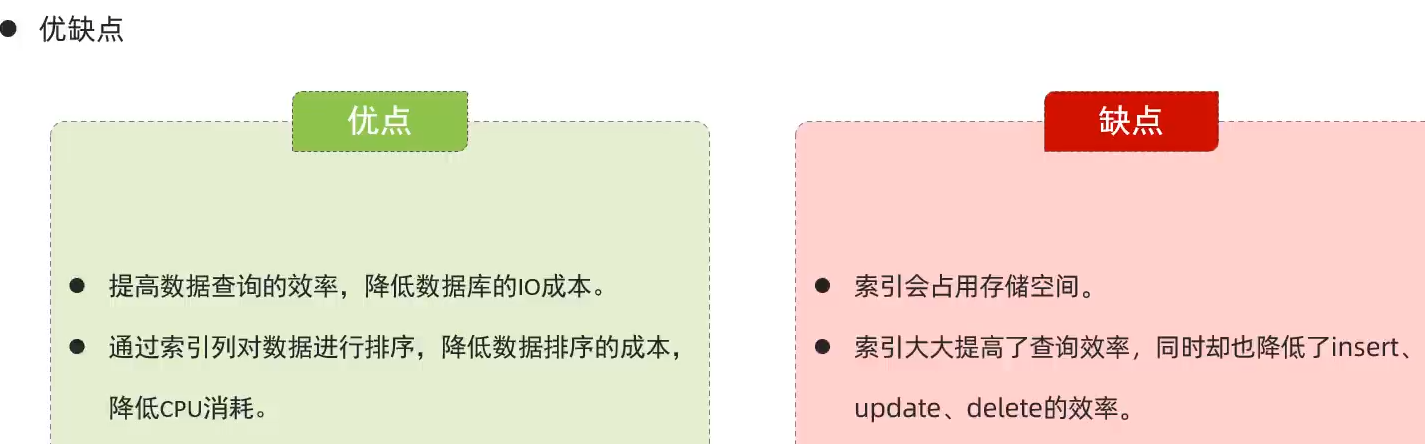 优缺点
优点
提高数据查询的效率，降低数据库的IO成本。
通过索引列对数据进行排序，降低数据排序的成本，
降低CPU消耗。
缺点
索引会占用存储空间。
索引大大提高了查询效率，同时却也降低了insert、
update、delete的效率。